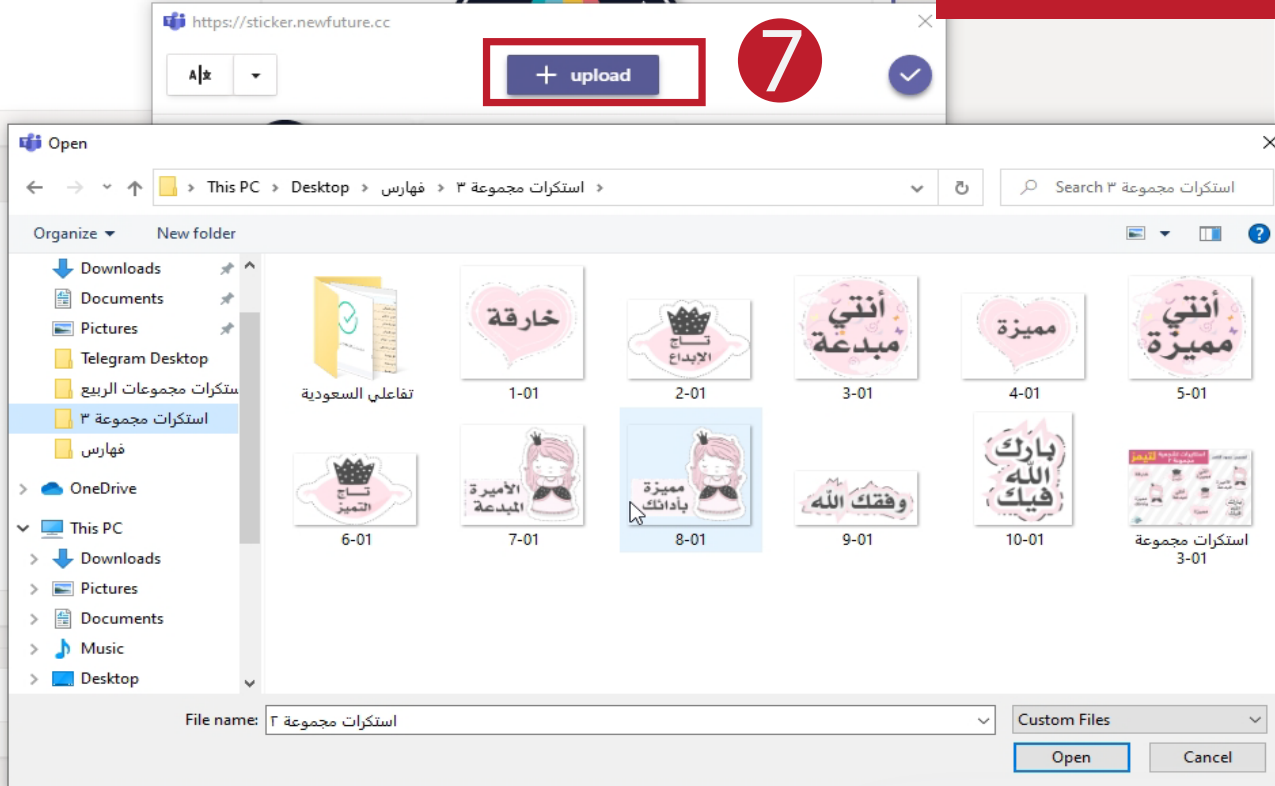 https://sticker.newfuture.cc
+ upload
7
Open
This PC > Desktop > فهارس > استكرات مجموعة ٣
Search استكرات مجموعة ٣
Organize
New folder
Downloads
Documents
Pictures
Telegram Desktop
ستكرات مجموعات الربيع
استكرات مجموعة ٣
فهارس
OneDrive
This PC
Downloads
Pictures
Documents
Music
Desktop
تفاعلي السعودية
خارقة
1-01
تاج
الإبداع
2-01
أنتي
مبدعة
3-01
مميزة
4-01
أنتي
مميزة
5-01
تاج
التميز
6-01
الأميرة
المبدعة
7-01
مميزة
بأدائك
8-01
وفقك الله
9-01
بارك
الله
فيك
10-01
استكرات مجموعة
3-01
File name:
استكرات مجموعة ٢
Custom Files
Open
Cancel